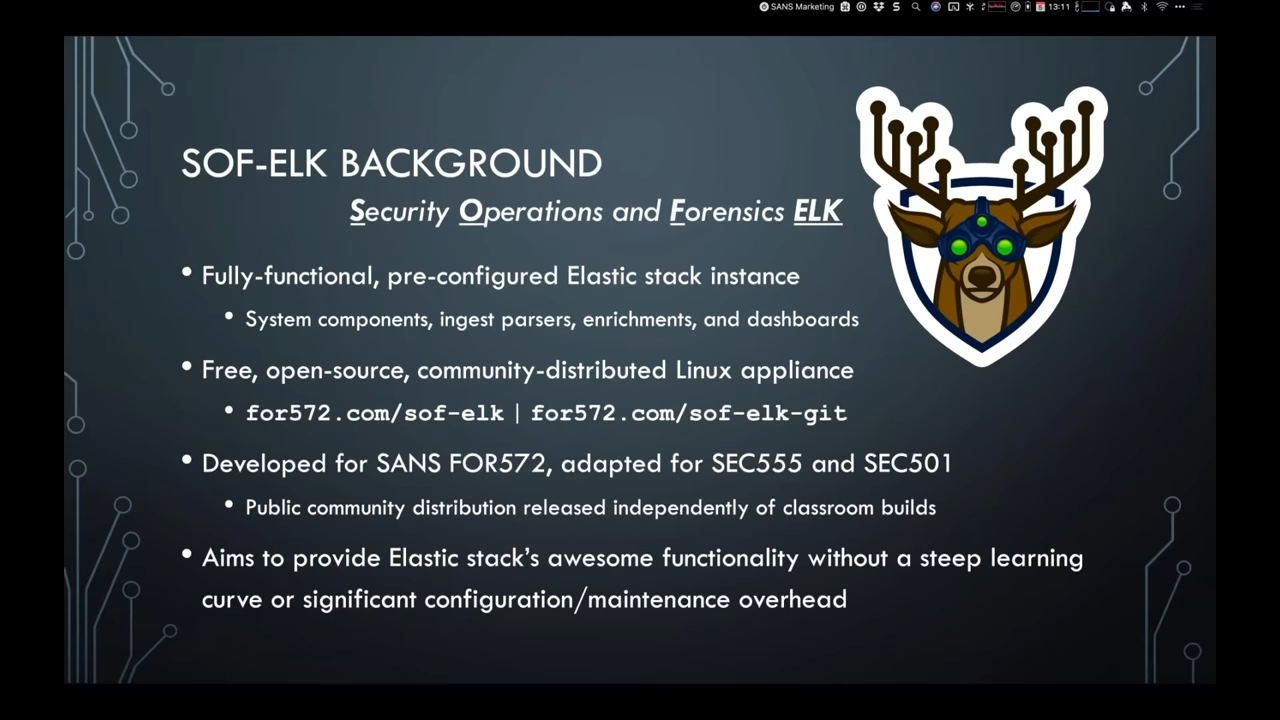 SANS Marketing
13:11
SOF-ELK BACKGROUND
Security Operations and Forensics ELK
• Fully-functional, pre-configured Elastic stack instance
• System components, ingest parsers, enrichments, and dashboards
• Free, open-source, community-distributed Linux appliance
• for572.com/sof-elk | for572.com/sof-elk-git
• Developed for SANS FOR572, adapted for SEC555 and SEC501
• Public community distribution released independently of classroom builds
• Aims to provide Elastic stack’s awesome functionality without a steep learning
curve or significant configuration/maintenance overhead